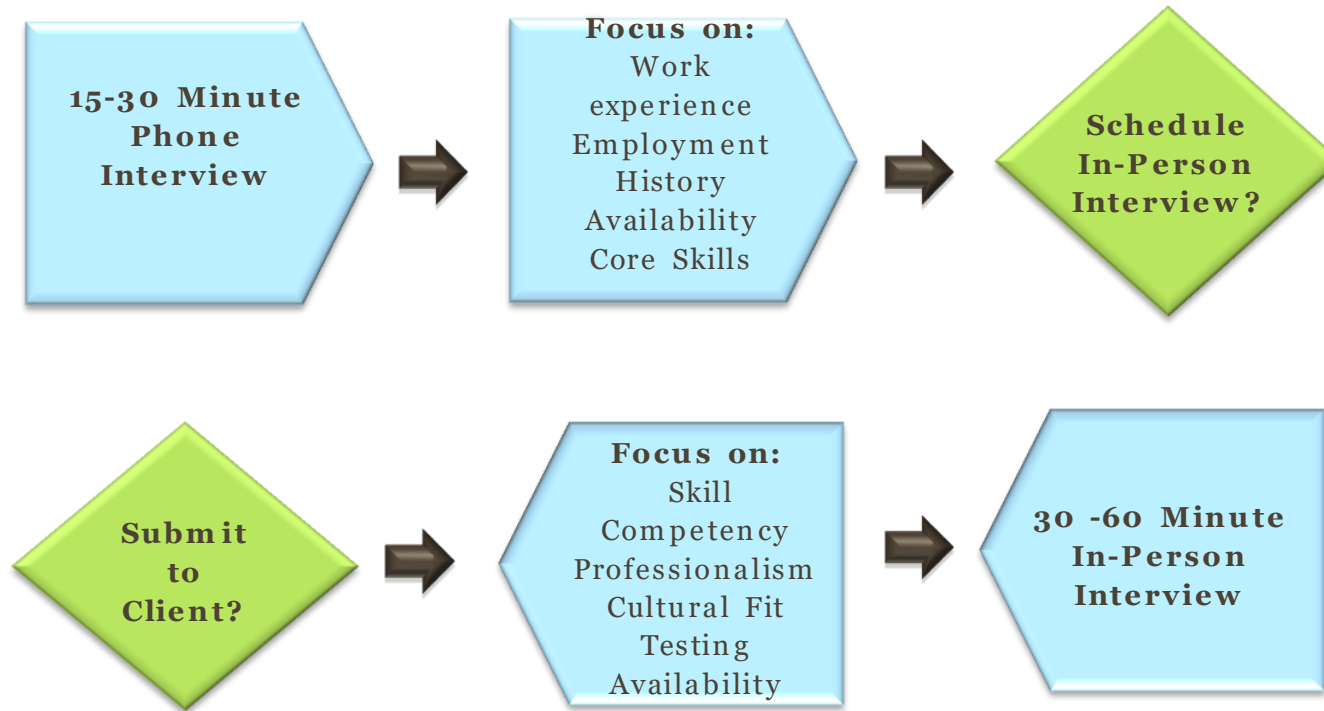 15-30 Minute
Phone
Interview
Focus on:
Work
experience
Employment
History
Availability
Core Skills
Schedule
In-Person
Interview?
Submit
to
Client?
Focus on:
Skill
Competency
Professionalism
Cultural Fit
Testing
Availability
30 -60 Minute
In-Person
Interview